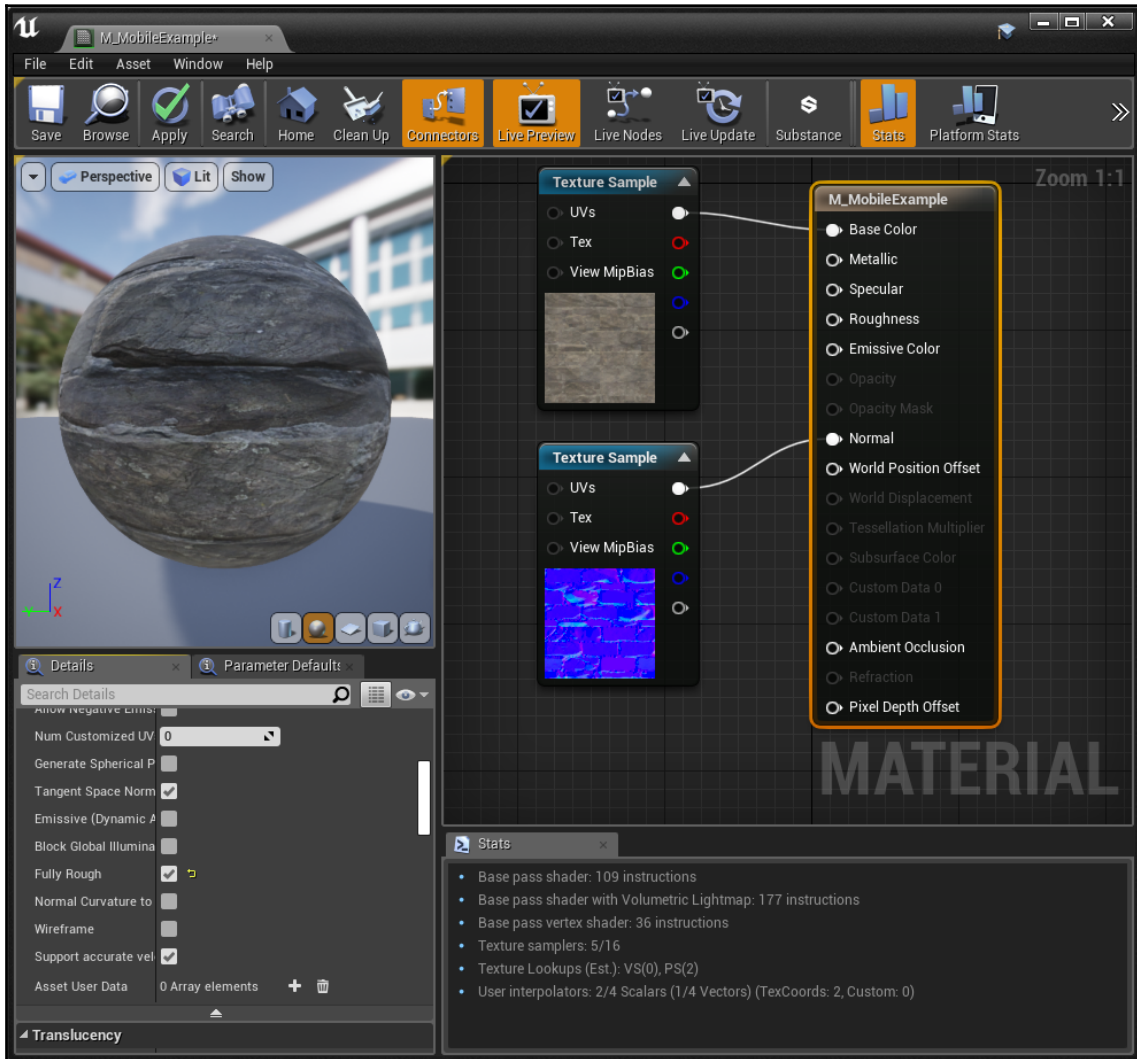 M_MobileExample*
File Edit Asset Window Help
Save Browse Apply Search Home Clean Up Connectors Live Preview Live Nodes Live Update Substance Stats Platform Stats
Perspective Lit Show
Z
Y X
Zoom 1:1
Texture Sample
UVs
Tex
View MipBias
Texture Sample
UVs
Tex
View MipBias
M_MobileExample
Base Color
Metallic
Specular
Roughness
Emissive Color
Opacity
Opacity Mask
Normal
World Position Offset
World Displacement
Tessellation Multiplier
Subsurface Color
Custom Data 0
Custom Data 1
Ambient Occlusion
Refraction
Pixel Depth Offset
MATERIAL
Details Parameter Defaults
Search Details
Allow Negative Emiss
Num Customized UV 0
Generate Spherical P
Tangent Space Norm
Emissive (Dynamic A
Block Global Illumina
Fully Rough
Normal Curvature to
Wireframe
Support accurate vel
Asset User Data 0 Array elements
Translucency
Stats
Base pass shader: 109 instructions
Base pass shader with Volumetric Lightmap: 177 instructions
Base pass vertex shader: 36 instructions
Texture samplers: 5/16
Texture Lookups (Est.): VS(0), PS(2)
User interpolators: 2/4 Scalars (1/4 Vectors) (TexCoords: 2, Custom: 0)